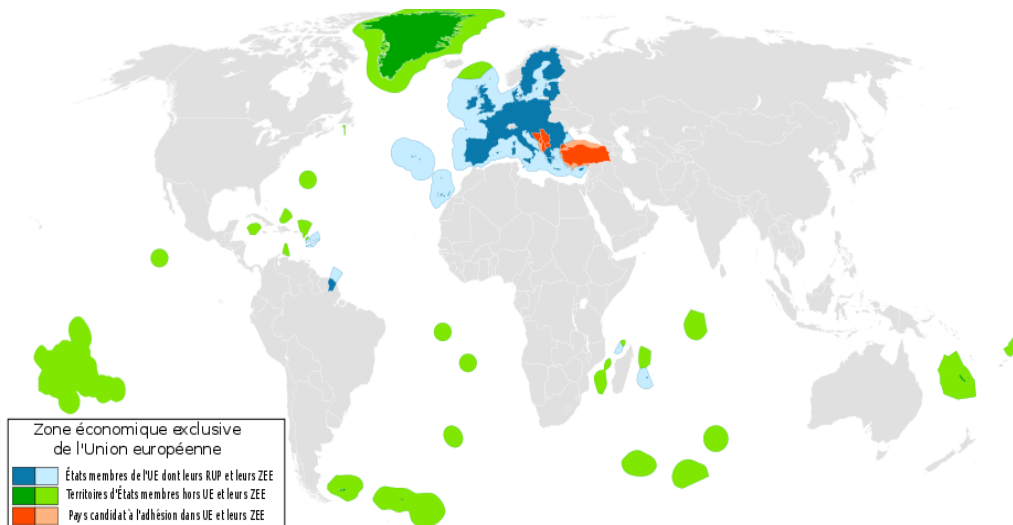 Zone économique exclusive
de l'Union européenne
États membres de l'UE dont leurs RUP et leurs ZEE
Territoires d'États membres hors UE et leurs ZEE
Pays candidat à l'adhésion dans UE et leurs ZEE